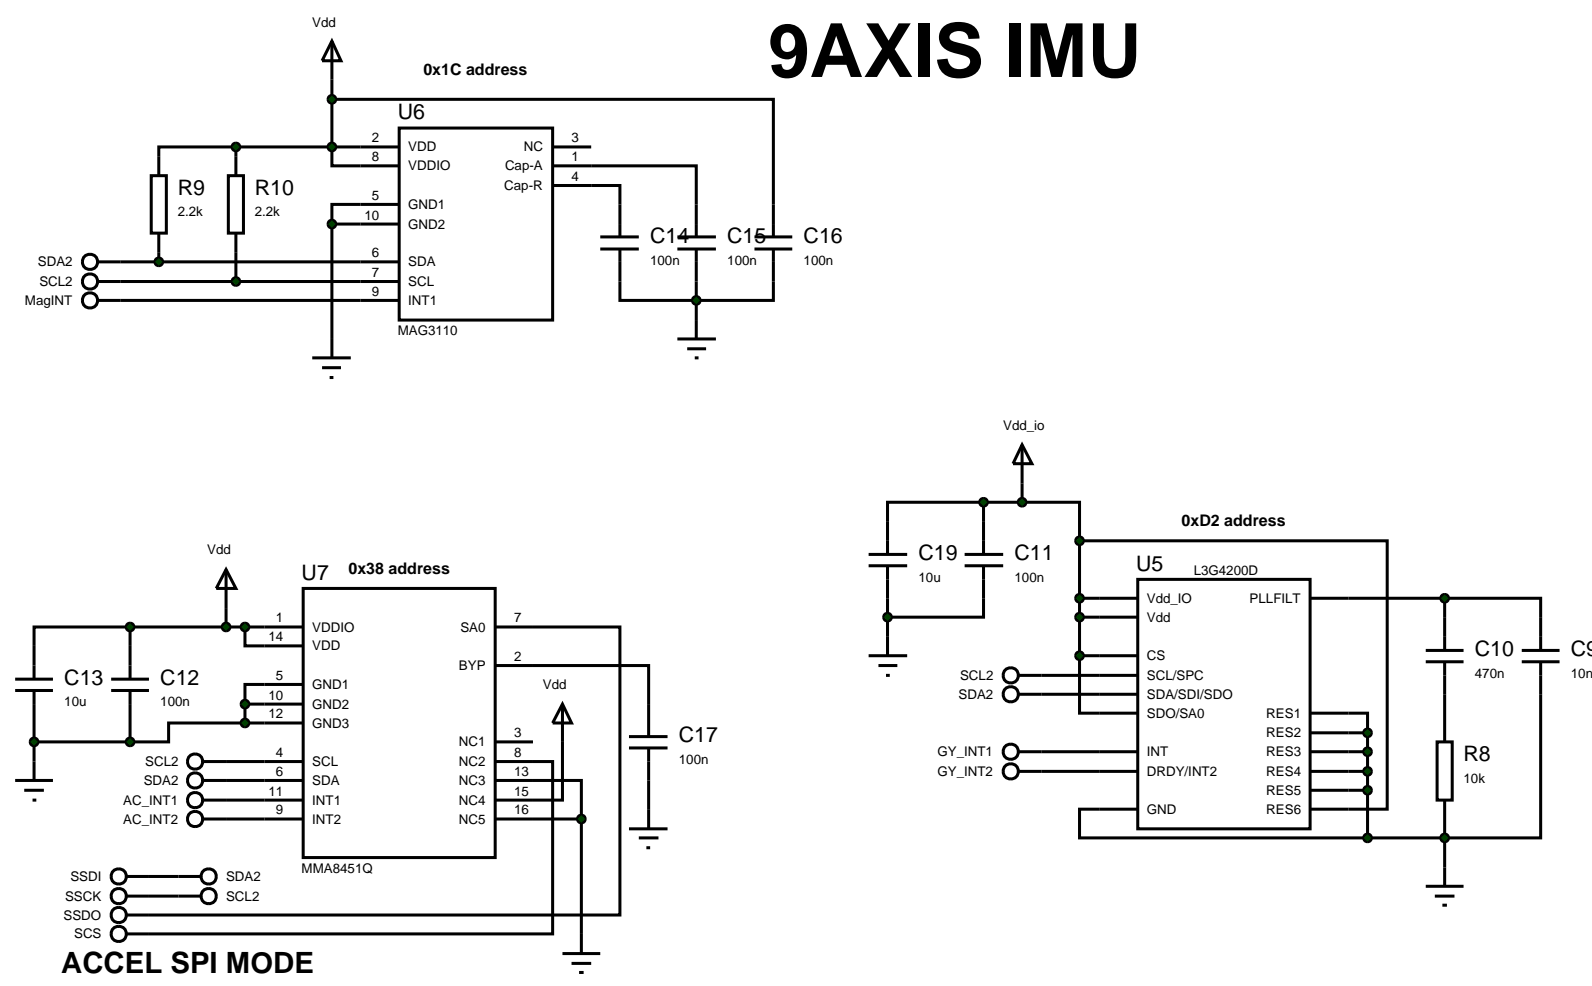 9AXIS IMU
Vdd
0x1C address
U6
2 VDD NC 3
8 VDDIO Cap-A 1
Cap-R 4
R9 R10
2.2k 2.2k
5 GND1
10 GND2
C14 C15 C16
100n 100n 100n
SDA2 6 SDA
SCL2 7 SCL
MagINT 9 INT1
MAG3110
Vdd_io
0xD2 address
C19 C11
10u 100n
U5 L3G4200D
Vdd_IO PLLFILT
Vdd
CS
SCL2 SCL/SPC
SDA2 SDA/SDI/SDO
SDO/SA0 RES1
RES2
GY_INT1 INT RES3
GY_INT2 DRDY/INT2 RES4
RES5
GND RES6
C10 C9
470n 10n
R8
10k
Vdd
U7 0x38 address
1 VDDIO SA0 7
14 VDD
BYP 2
C13 C12
10u 100n
5 GND1
10 GND2
12 GND3
Vdd
NC1 3
SCL2 4 SCL NC2 8
SDA2 6 SDA NC3 13
AC_INT1 11 INT1 NC4 15
AC_INT2 9 INT2 NC5 16
C17
100n
MMA8451Q
SSDI SDA2
SSCK SCL2
SSDO
SCS
ACCEL SPI MODE